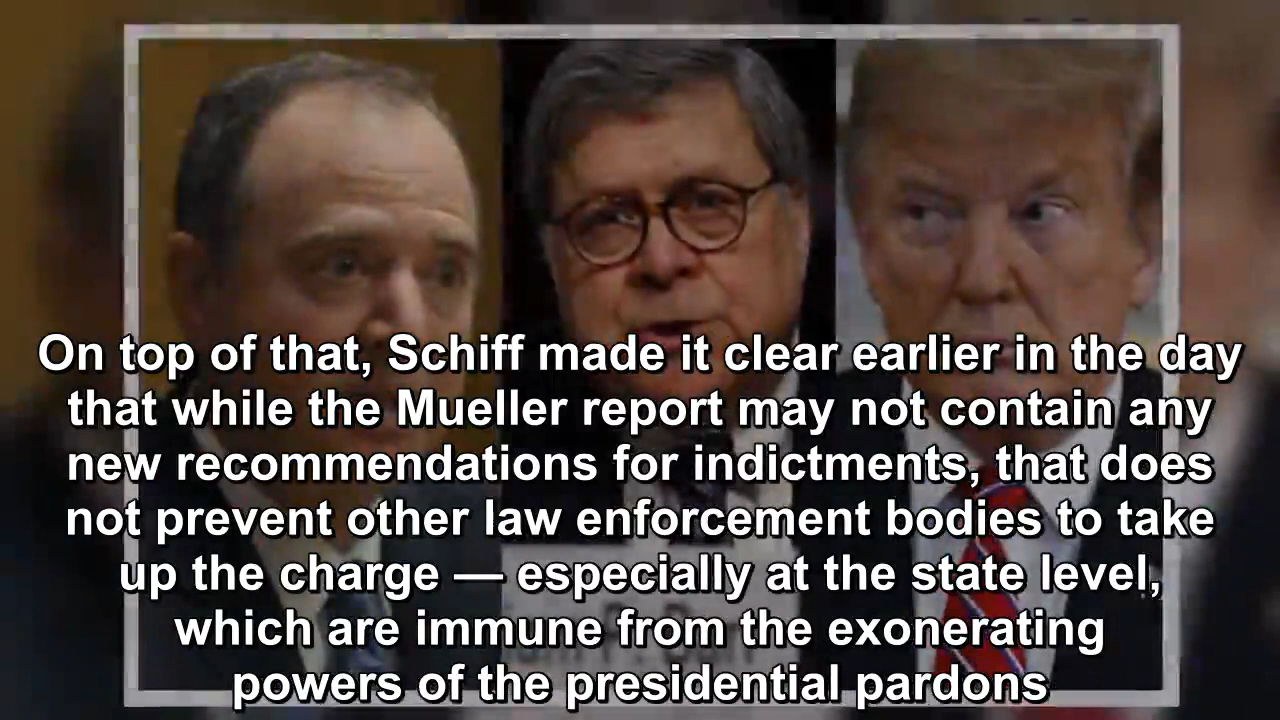 On top of that, Schiff made it clear earlier in the day
that while the Mueller report may not contain any
new recommendations for indictments, that does
not prevent other law enforcement bodies to take
up the charge — especially at the state level,
which are immune from the exonerating
powers of the presidential pardons